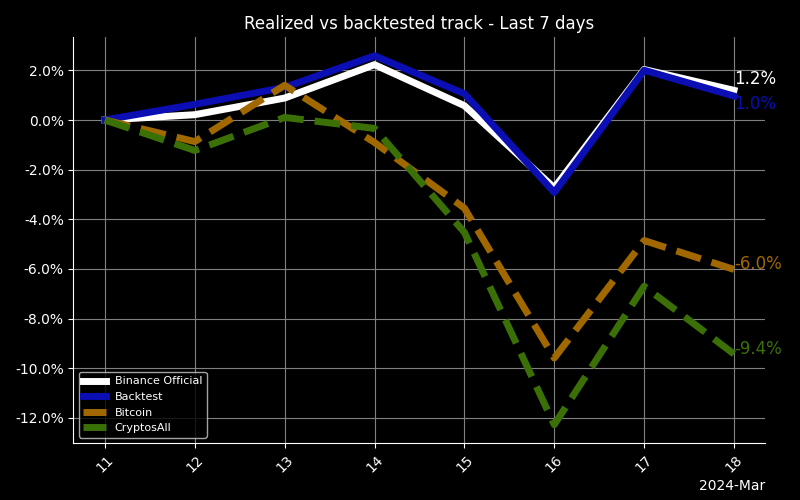 Realized vs backtested track - Last 7 days
2.0%
0.0%
-2.0%
-4.0%
-6.0%
-8.0%
-10.0%
-12.0%
1.2%
1.0%
-6.0%
-9.4%
Binance Official
Backtest
Bitcoin
CryptosAll
11 12 13 14 15 16 17 18
2024-Mar